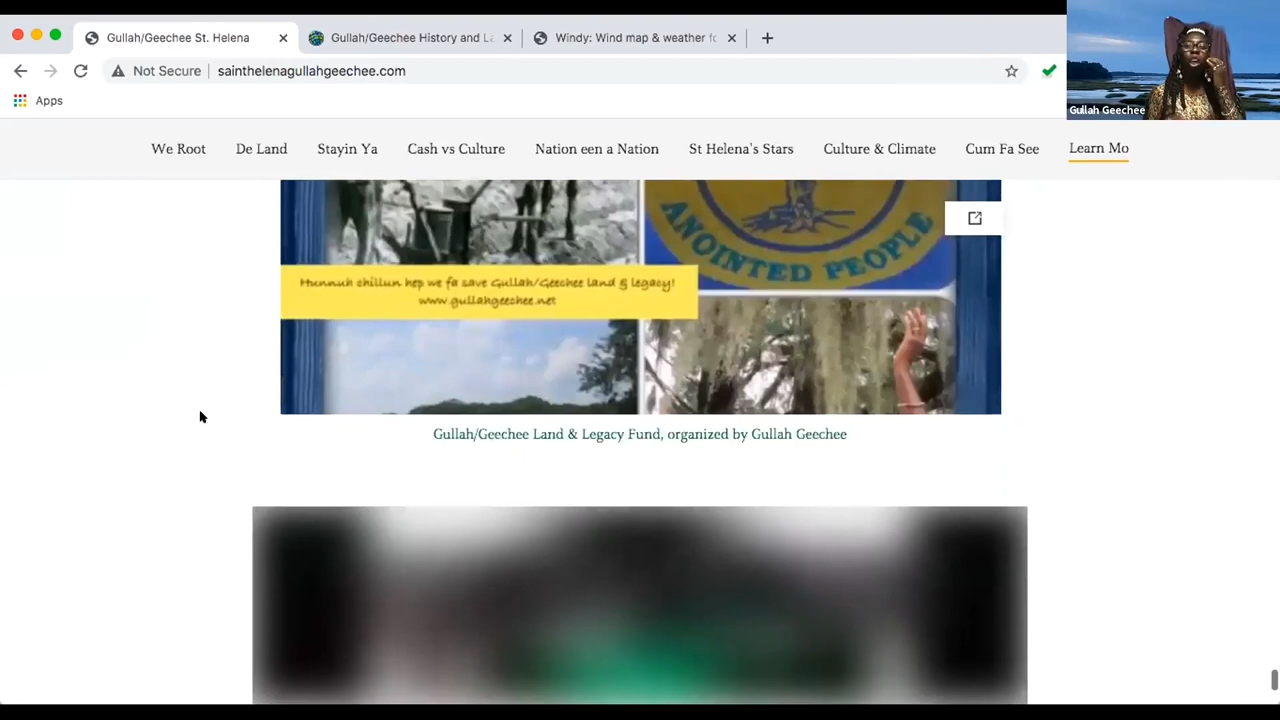 Gullah/Geechee St. Helena
Gullah/Geechee History and La
Windy: Wind map & weather fo
Not Secure
sainthelenagullahgeechee.com
Gullah Geechee
Apps
We Root
De Land
Stayin Ya
Cash vs Culture
Nation een a Nation
St Helena's Stars
Culture & Climate
Cum Fa See
Learn Mo
ANOINTED PEOPLE
Hunnuh chillun hep we fa save Gullah/Geechee land & legacy!
www.gullahgeechee.net
Gullah/Geechee Land & Legacy Fund, organized by Gullah Geechee